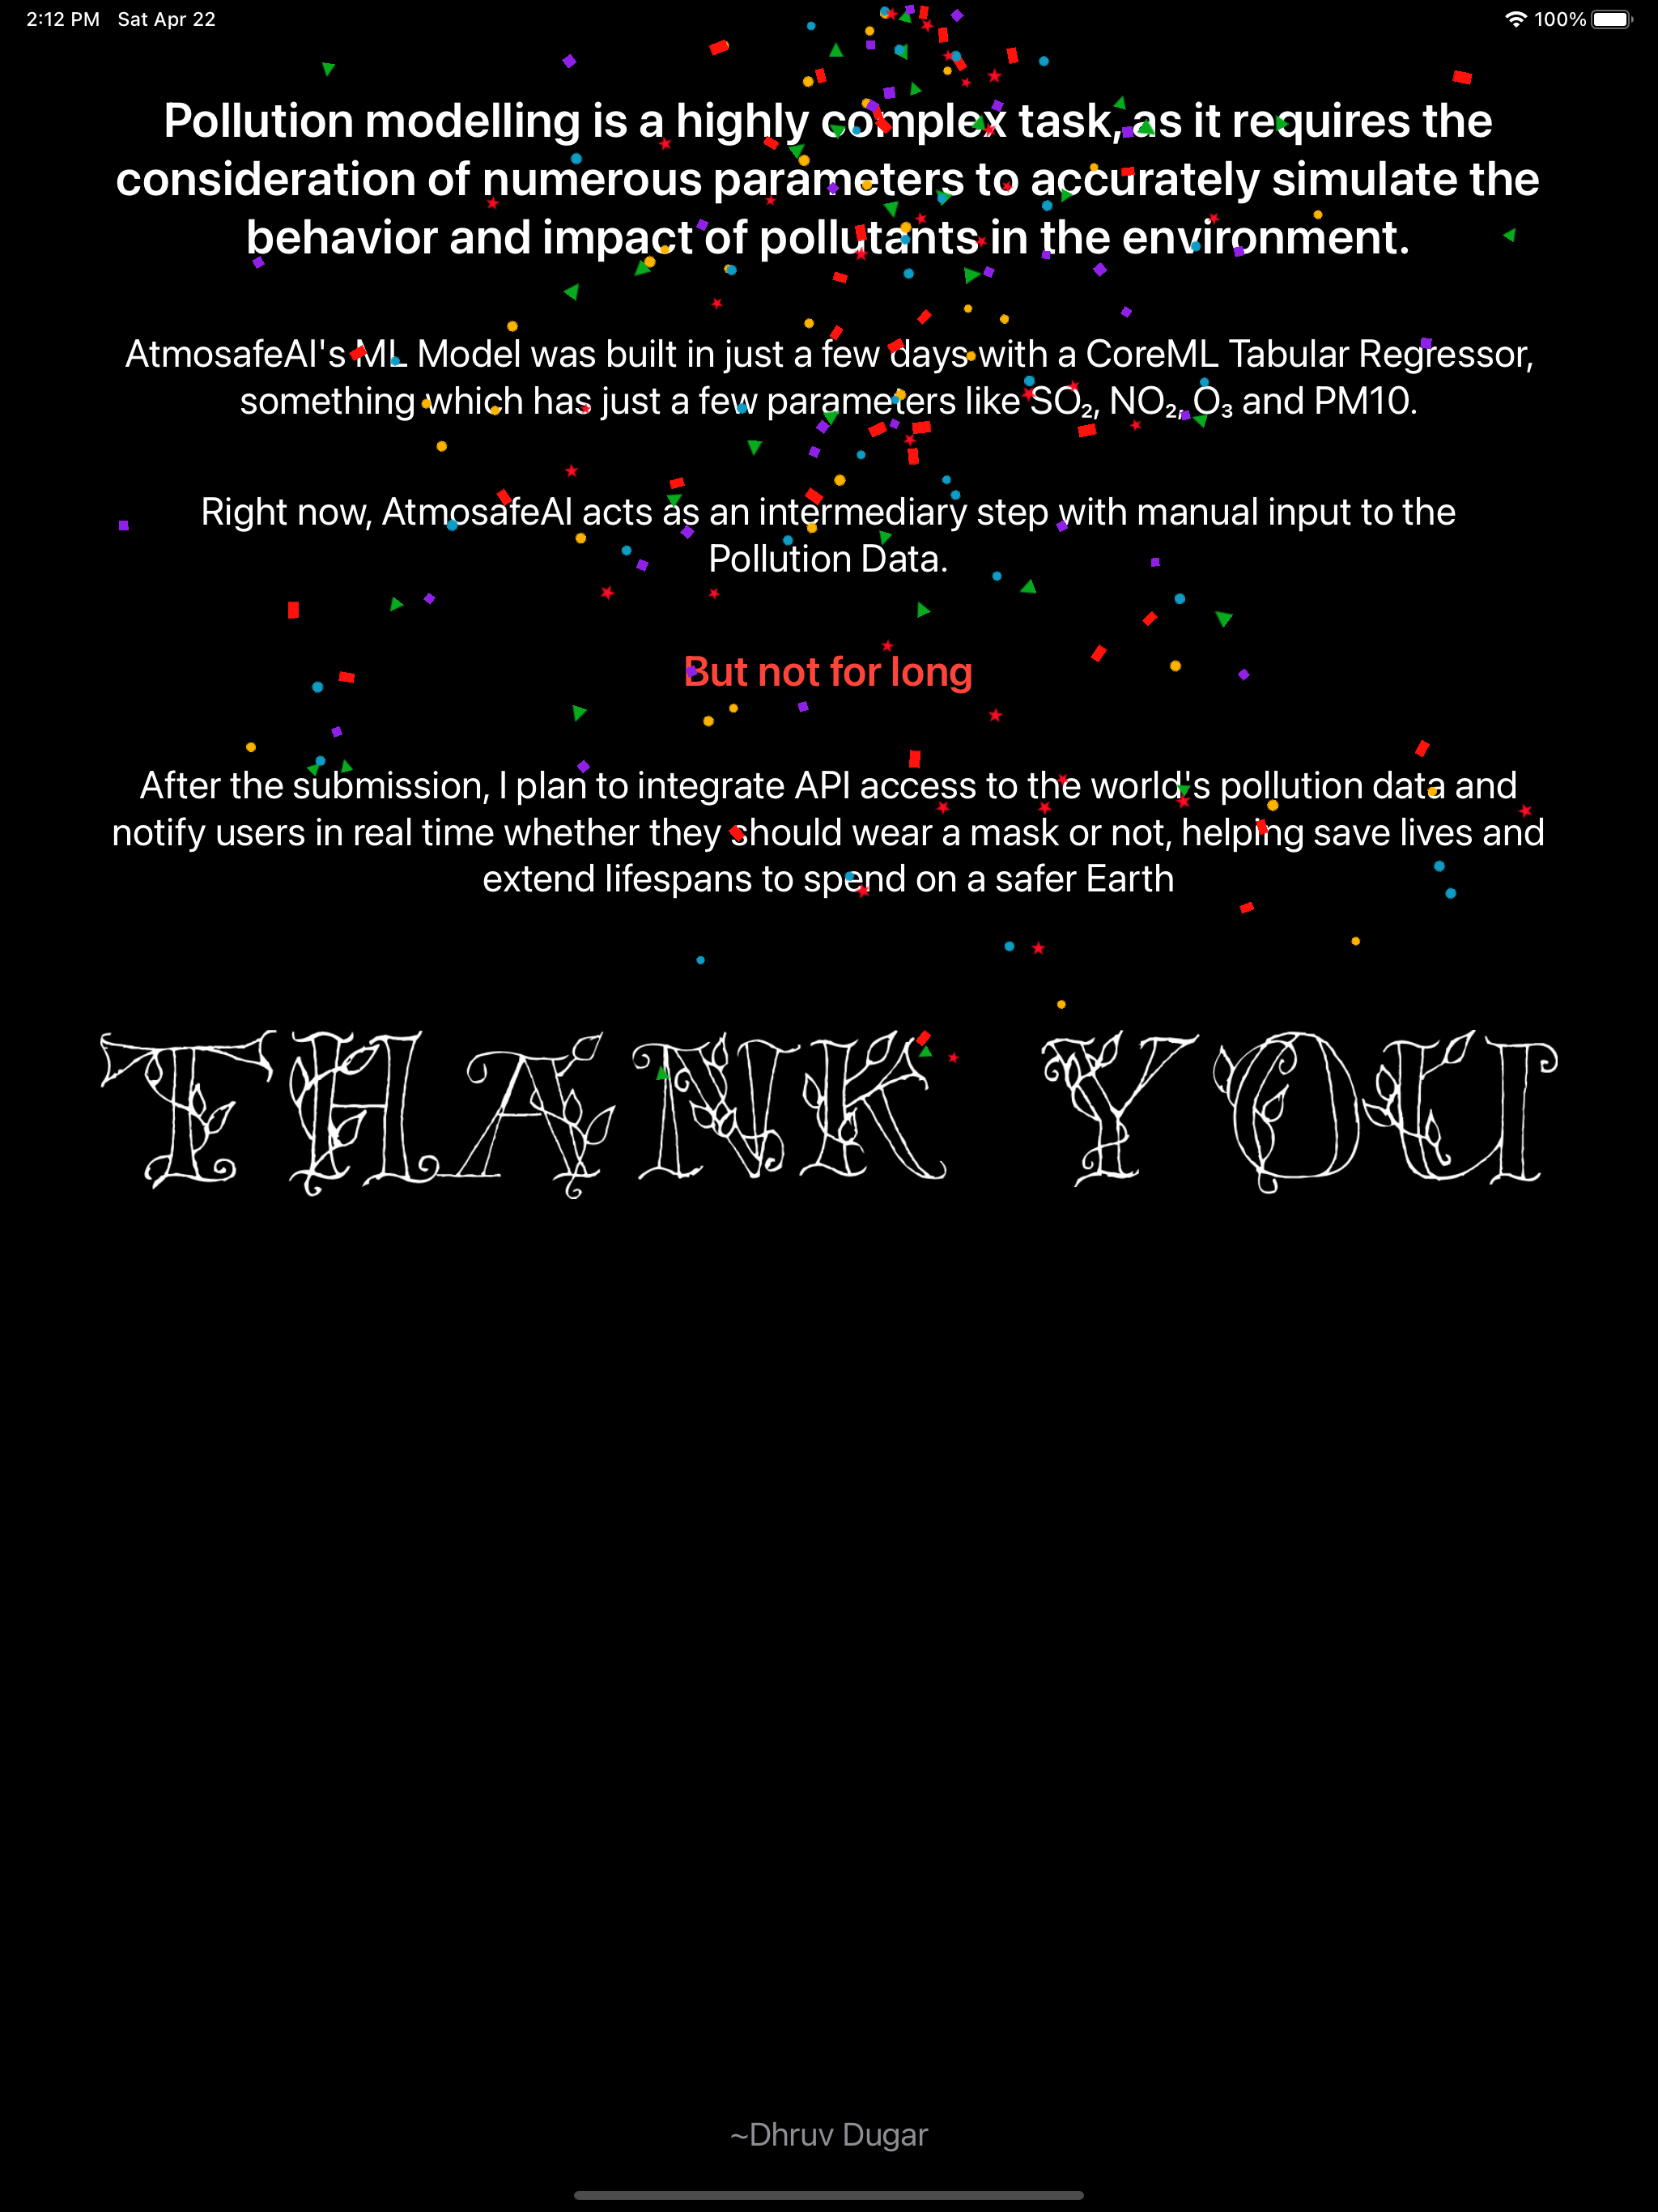 2:12 PM Sat Apr 22
100%
Pollution modelling is a highly complex task, as it requires the
consideration of numerous parameters to accurately simulate the
behavior and impact of pollutants in the environment.
AtmosafeAI's ML Model was built in just a few days with a CoreML Tabular Regressor,
something which has just a few parameters like SO₂, NO₂, O₃ and PM10.
Right now, AtmosafeAI acts as an intermediary step with manual input to the
Pollution Data.
But not for long
After the submission, I plan to integrate API access to the world's pollution data and
notify users in real time whether they should wear a mask or not, helping save lives and
extend lifespans to spend on a safer Earth
THANK YOU
~Dhruv Dugar